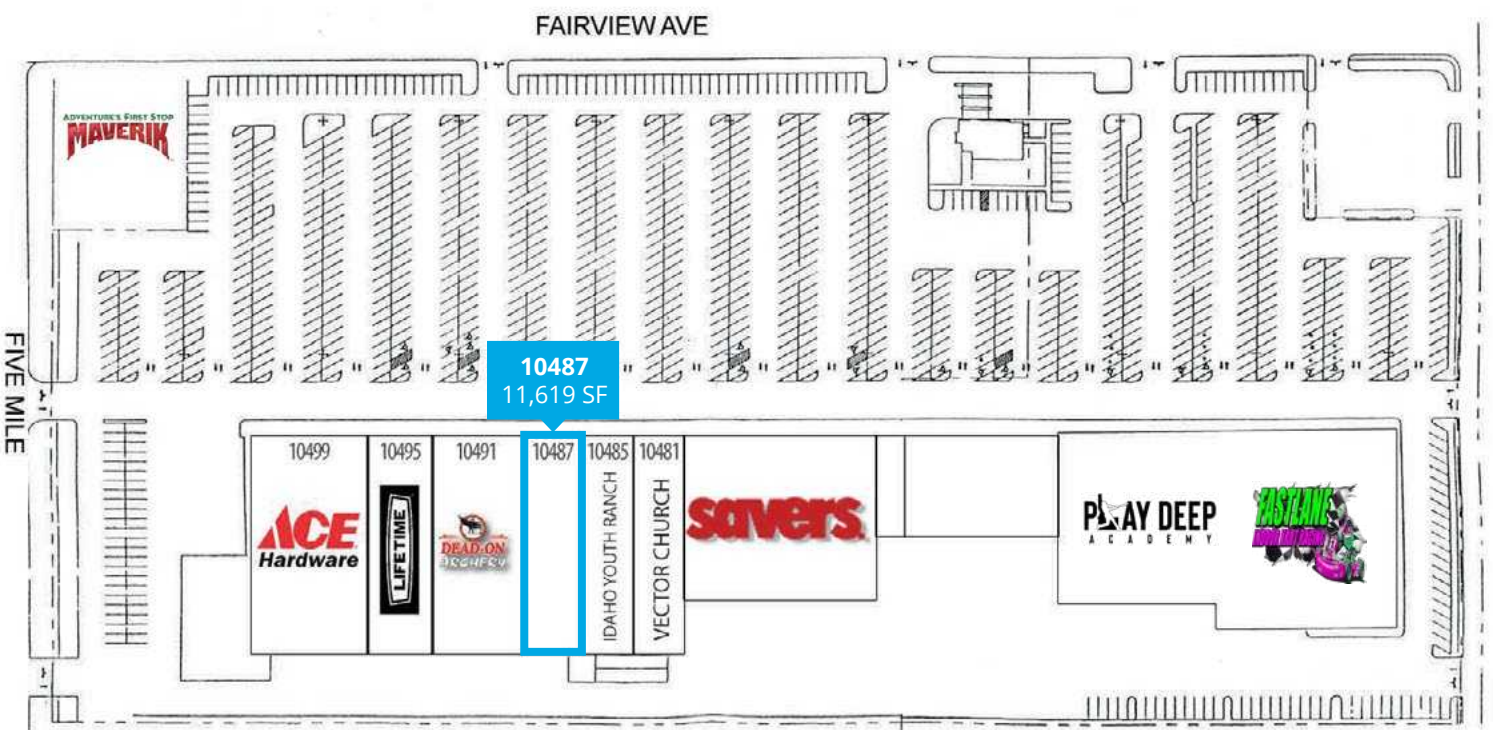 FAIRVIEW AVE
ADVENTURE'S FIRST STOP
MAVERIK
FIVE MILE
10487
11,619 SF
10499
10495
10491
10487
10485
10481
ACE
Hardware
LIFETIME
DEAD-ON
ARCHERY
IDAHO YOUTH RANCH
VECTOR CHURCH
savers
PLAY DEEP
ACADEMY
FASTLANE